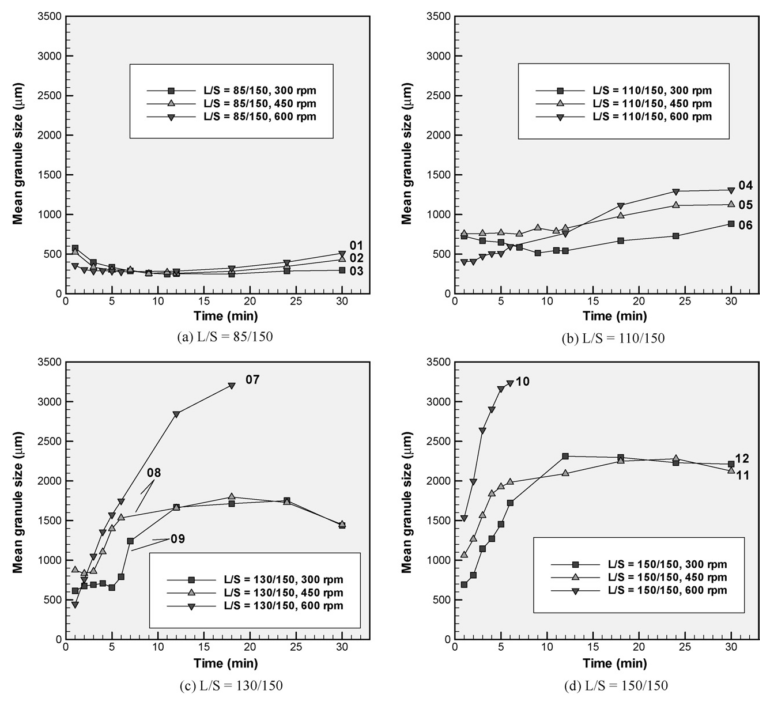 3500
3000
2500
2000
1500
1000
500
0
Mean granule size (μm)
L/S = 85/150, 300 rpm
L/S = 85/150, 450 rpm
L/S = 85/150, 600 rpm
01
02
03
0 5 10 15 20 25 30
Time (min)
(a) L/S = 85/150
3500
3000
2500
2000
1500
1000
500
0
Mean granule size (μm)
L/S = 110/150, 300 rpm
L/S = 110/150, 450 rpm
L/S = 110/150, 600 rpm
04
05
06
0 5 10 15 20 25 30
Time (min)
(b) L/S = 110/150
3500
3000
2500
2000
1500
1000
500
0
Mean granule size (μm)
07
08
09
L/S = 130/150, 300 rpm
L/S = 130/150, 450 rpm
L/S = 130/150, 600 rpm
0 5 10 15 20 25 30
Time (min)
(c) L/S = 130/150
3500
3000
2500
2000
1500
1000
500
0
Mean granule size (μm)
10
12
11
L/S = 150/150, 300 rpm
L/S = 150/150, 450 rpm
L/S = 150/150, 600 rpm
0 5 10 15 20 25 30
Time (min)
(d) L/S = 150/150